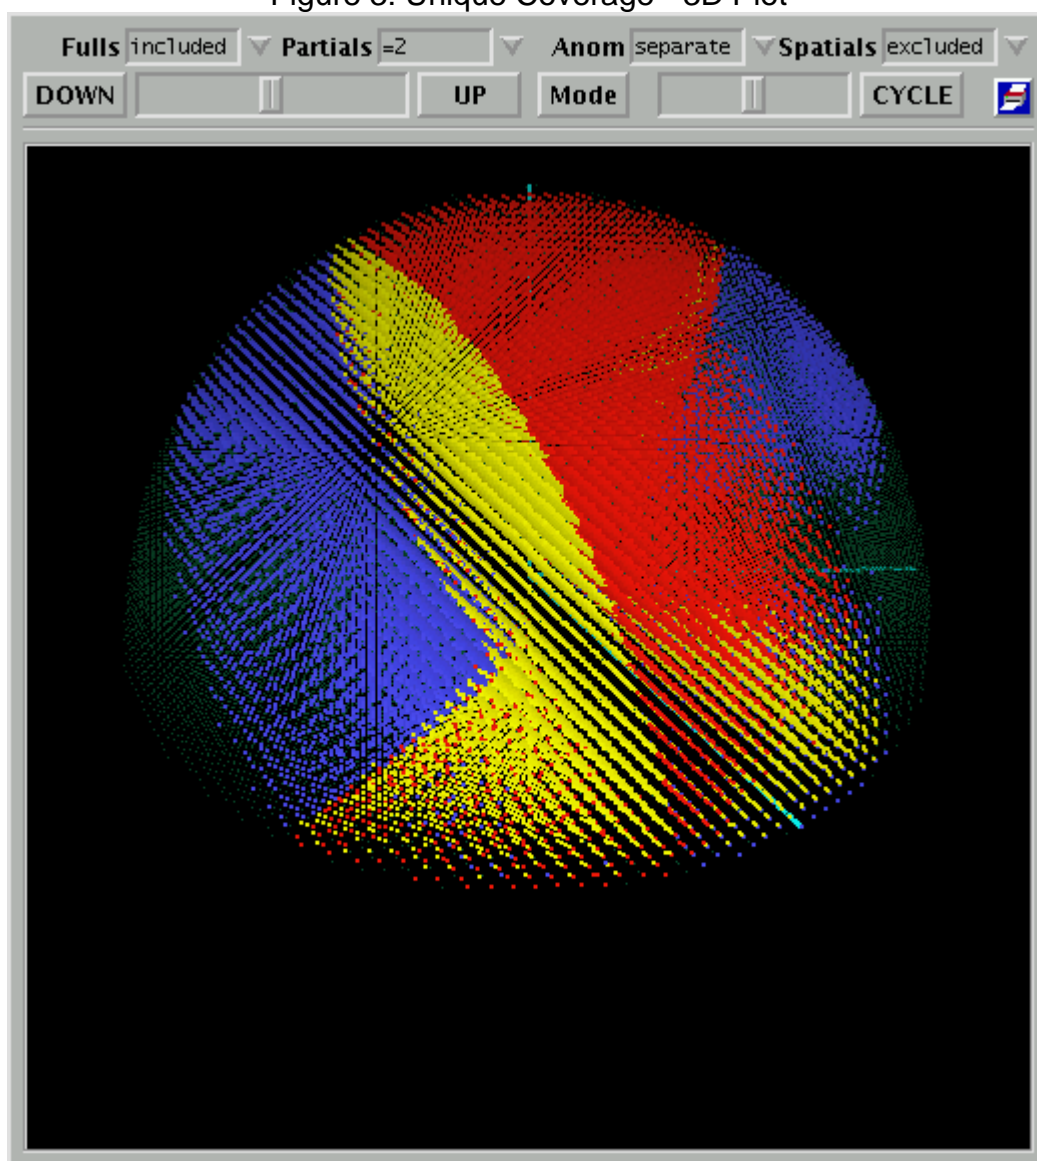 Figure 3. Unique Coverage - 3D Plot
Fulls included Partials =2 Anom separate Spatials excluded
DOWN UP Mode CYCLE